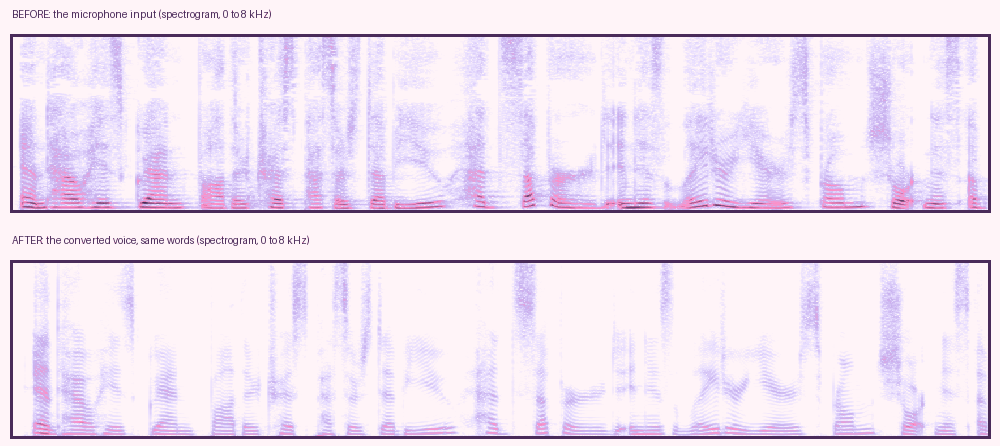 BEFORE: the microphone input (spectrogram, 0 to 8 kHz)
AFTER: the converted voice, same words (spectrogram, 0 to 8 kHz)